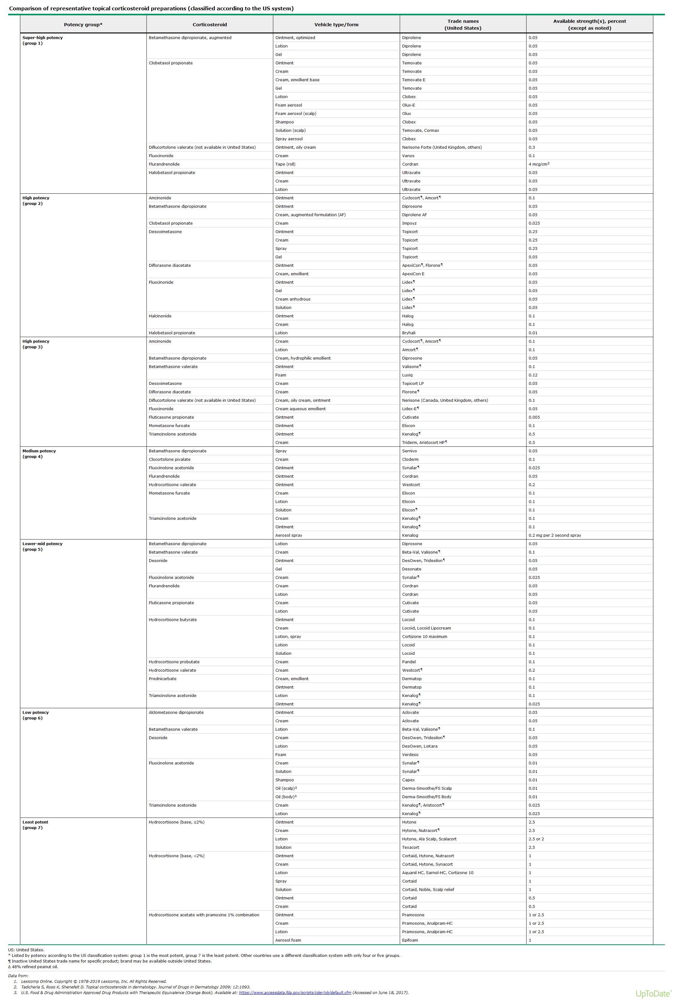 Comparison of representative topical corticosteroid preparations (classified according to the US system)
Potency group* Corticosteroid Vehicle type/form Trade names (United States) Available strength(s), percent (except as noted)
Super-high potency (group 1) Betamethasone dipropionate, augmented Ointment, optimized Diprolene 0.05
Lotion Diprolene 0.05
Gel Diprolene 0.05
Clobetasol propionate Ointment Temovate 0.05
Cream Temovate 0.05
Cream, emollient base Temovate E 0.05
Gel Temovate 0.05
Lotion Clobex 0.05
Foam aerosol Olux-E 0.05
Foam aerosol (scalp) Olux 0.05
Shampoo Clobex 0.05
Solution (scalp) Temovate, Cormax 0.05
Spray aerosol Clobex 0.05
Diflucortolone valerate (not available in United States) Ointment, oily cream Nerisone Forte (United Kingdom, others) 0.3
Fluocinonide Cream Vanos 0.1
Flurandrenolide Tape (roll) Cordran 4 mcg/cm²
Halobetasol propionate Ointment Ultravate 0.05
Cream Ultravate 0.05
Lotion Ultravate 0.05
High potency (group 2) Amcinonide Ointment Cyclocort¶, Amcort¶ 0.1
Betamethasone dipropionate Ointment Diprosone 0.05
Cream, augmented formulation (AF) Diprolene AF 0.05
Clobetasol propionate Cream Impoyz 0.025
Desoximetasone Ointment Topicort 0.25
Cream Topicort 0.25
Spray Topicort 0.25
Gel Topicort 0.05
Diflorasone diacetate Ointment ApexiCon¶, Florone¶ 0.05
Cream, emollient ApexiCon E 0.05
Fluocinonide Ointment Lidex¶ 0.05
Gel Lidex¶ 0.05
Cream anhydrous Lidex¶ 0.05
Solution Lidex¶ 0.05
Halcinonide Ointment Halog 0.1
Cream Halog 0.1
Halobetasol propionate Lotion Bryhali 0.01
High potency (group 3) Amcinonide Cream Cyclocort¶, Amcort¶ 0.1
Lotion Amcort¶ 0.1
Betamethasone dipropionate Cream, hydrophilic emollient Diprosone 0.05
Betamethasone valerate Ointment Valisone¶ 0.1
Foam Luxiq 0.12
Desoximetasone Cream Topicort LP 0.05
Diflorasone diacetate Cream Florone¶ 0.05
Diflucortolone valerate (not available in United States) Cream, oily cream, ointment Nerisone (Canada, United Kingdom, others) 0.1
Fluocinonide Cream aqueous emollient Lidex-E¶ 0.05
Fluticasone propionate Ointment Cutivate 0.005
Mometasone furoate Ointment Elocon 0.1
Triamcinolone acetonide Ointment Kenalog¶ 0.5
Cream Triderm, Aristocort HP¶ 0.5
Medium potency (group 4) Betamethasone dipropionate Spray Sernivo 0.05
Clocortolone pivalate Cream Cloderm 0.1
Fluocinolone acetonide Ointment Synalar¶ 0.025
Flurandrenolide Ointment Cordran 0.05
Hydrocortisone valerate Ointment Westcort 0.2
Mometasone furoate Cream Elocon 0.1
Lotion Elocon 0.1
Solution Elocon¶ 0.1
Triamcinolone acetonide Cream Kenalog¶ 0.1
Ointment Kenalog¶ 0.1
Aerosol spray Kenalog 0.2 mg per 2 second spray
Lower-mid potency (group 5) Betamethasone dipropionate Lotion Diprosone 0.05
Betamethasone valerate Cream Beta-Val, Valisone¶ 0.1
Desonide Ointment DesOwen, Tridesilon¶ 0.05
Gel Desonate 0.05
Fluocinolone acetonide Cream Synalar¶ 0.025
Flurandrenolide Cream Cordran 0.05
Lotion Cordran 0.05
Fluticasone propionate Cream Cutivate 0.05
Lotion Cutivate 0.05
Hydrocortisone butyrate Ointment Locoid 0.1
Cream Locoid, Locoid Lipocream 0.1
Lotion, spray Cortizone 10 maximum 0.1
Lotion Locoid 0.1
Solution Locoid 0.1
Hydrocortisone probutate Cream Pandel 0.1
Hydrocortisone valerate Cream Westcort¶ 0.2
Prednicarbate Cream, emollient Dermatop 0.1
Ointment Dermatop 0.1
Triamcinolone acetonide Lotion Kenalog¶ 0.1
Ointment Kenalog¶ 0.025
Low potency (group 6) Alclometasone dipropionate Ointment Aclovate 0.05
Cream Aclovate 0.05
Betamethasone valerate Lotion Beta-Val, Valisone¶ 0.1
Desonide Cream DesOwen, Tridesilon¶ 0.05
Lotion DesOwen, LoKara 0.05
Foam Verdeso 0.05
Fluocinolone acetonide Cream Synalar¶ 0.01
Solution Synalar¶ 0.01
Shampoo Capex 0.01
Oil (scalp)Δ Derma-Smoothe/FS Scalp 0.01
Oil (body)Δ Derma-Smoothe/FS Body 0.01
Triamcinolone acetonide Cream Kenalog¶, Aristocort¶ 0.025
Lotion Kenalog¶ 0.025
Least potent (group 7) Hydrocortisone (base, ≥2%) Ointment Hytone 2.5
Cream Hytone, Nutracort¶ 2.5
Lotion Hytone, Ala Scalp, Scalacort 2.5 or 2
Solution Texacort 2.5
Hydrocortisone (base, <2%) Ointment Cortaid, Hytone, Nutracort 1
Cream Cortaid, Hytone, Synacort 1
Lotion Aquanil HC, Sarnol-HC, Cortizone 10 1
Spray Cortaid 1
Solution Cortaid, Noble, Scalp relief 1
Ointment Cortaid 0.5
Cream Cortaid 0.5
Hydrocortisone acetate with pramoxine 1% combination Ointment Pramosone 1 or 2.5
Cream Pramosone, Analpram-HC 1 or 2.5
Lotion Pramosone, Analpram-HC 1 or 2.5
Aerosol foam Epifoam 1
US: United States.
* Listed by potency according to the US classification system: group 1 is the most potent, group 7 is the least potent. Other countries use a different classification system with only four or five groups.
¶ Inactive United States trade name for specific product; brand may be available outside United States.
Δ 48% refined peanut oil.
Data from:
1. Lexicomp Online. Copyright © 1978-2019 Lexicomp, Inc. All Rights Reserved.
2. Tadicherla S, Ross K, Shenefelt D. Topical corticosteroids in dermatology. Journal of Drugs in Dermatology 2009; 12:1093.
3. U.S. Food & Drug Administration Approved Drug Products with Therapeutic Equivalence (Orange Book). Available at: https://www.accessdata.fda.gov/scripts/cder/ob/default.cfm (Accessed on June 18, 2017).
UpToDate®